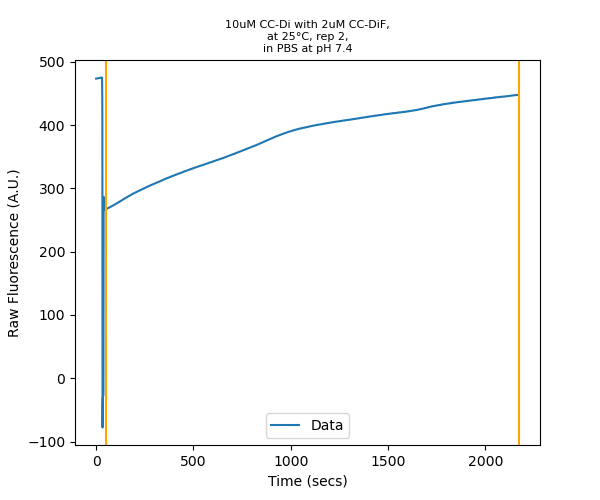 10uM CC-Di with 2uM CC-DiF,
at 25°C, rep 2,
in PBS at pH 7.4
500
400
300
200
100
0
−100
Raw Fluorescence (A.U.)
Data
0
500
1000
1500
2000
Time (secs)